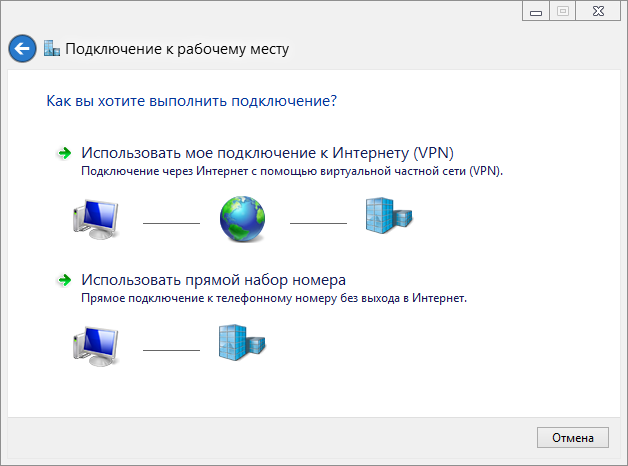 Подключение к рабочему месту
Как вы хотите выполнить подключение?
Использовать мое подключение к Интернету (VPN)
Подключение через Интернет с помощью виртуальной частной сети (VPN).
Использовать прямой набор номера
Прямое подключение к телефонному номеру без выхода в Интернет.
Отмена